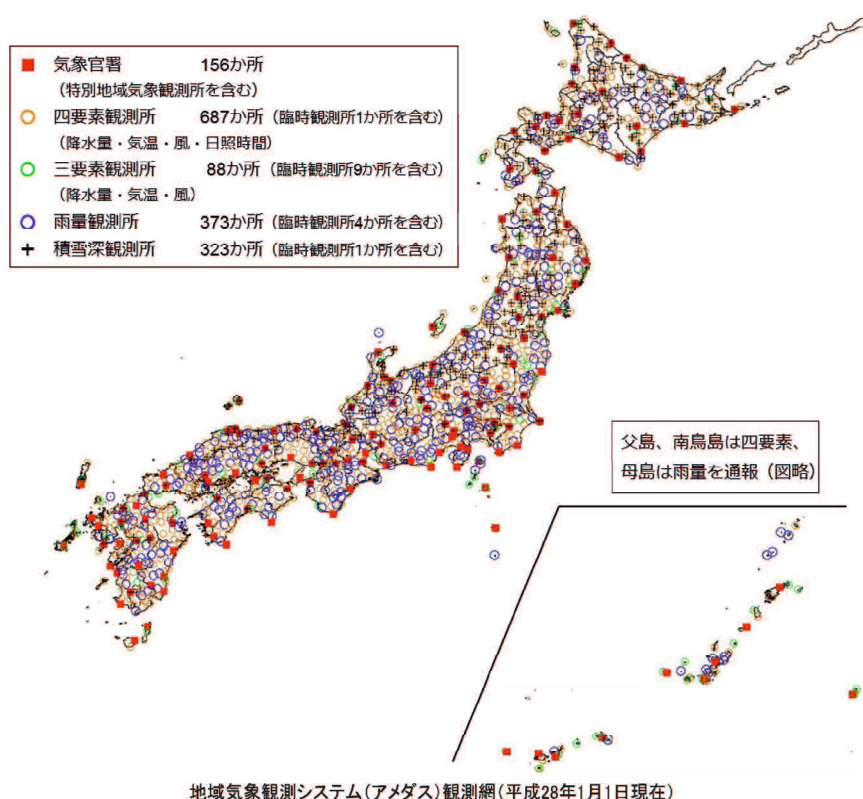 気象官署 156か所
(特別地域気象観測所を含む)
四要素観測所 687か所(臨時観測所1か所を含む)
(降水量・気温・風・日照時間)
三要素観測所 88か所(臨時観測所9か所を含む)
(降水量・気温・風)
雨量観測所 373か所(臨時観測所4か所を含む)
積雪深観測所 323か所(臨時観測所1か所を含む)
父島、南鳥島は四要素、
母島は雨量を通報(図略)
地域気象観測システム(アメダス)観測網(平成28年1月1日現在)